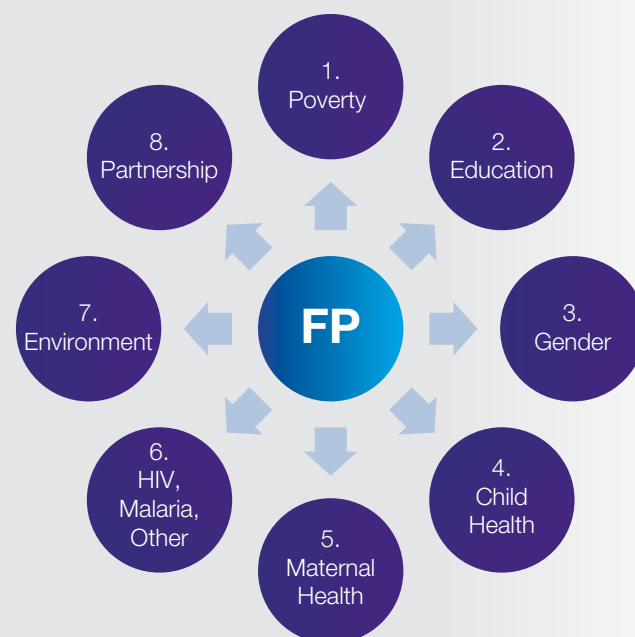 1.
Poverty
2.
Education
3.
Gender
4.
Child
Health
5.
Maternal
Health
6.
HIV,
Malaria,
Other
7.
Environment
8.
Partnership
FP